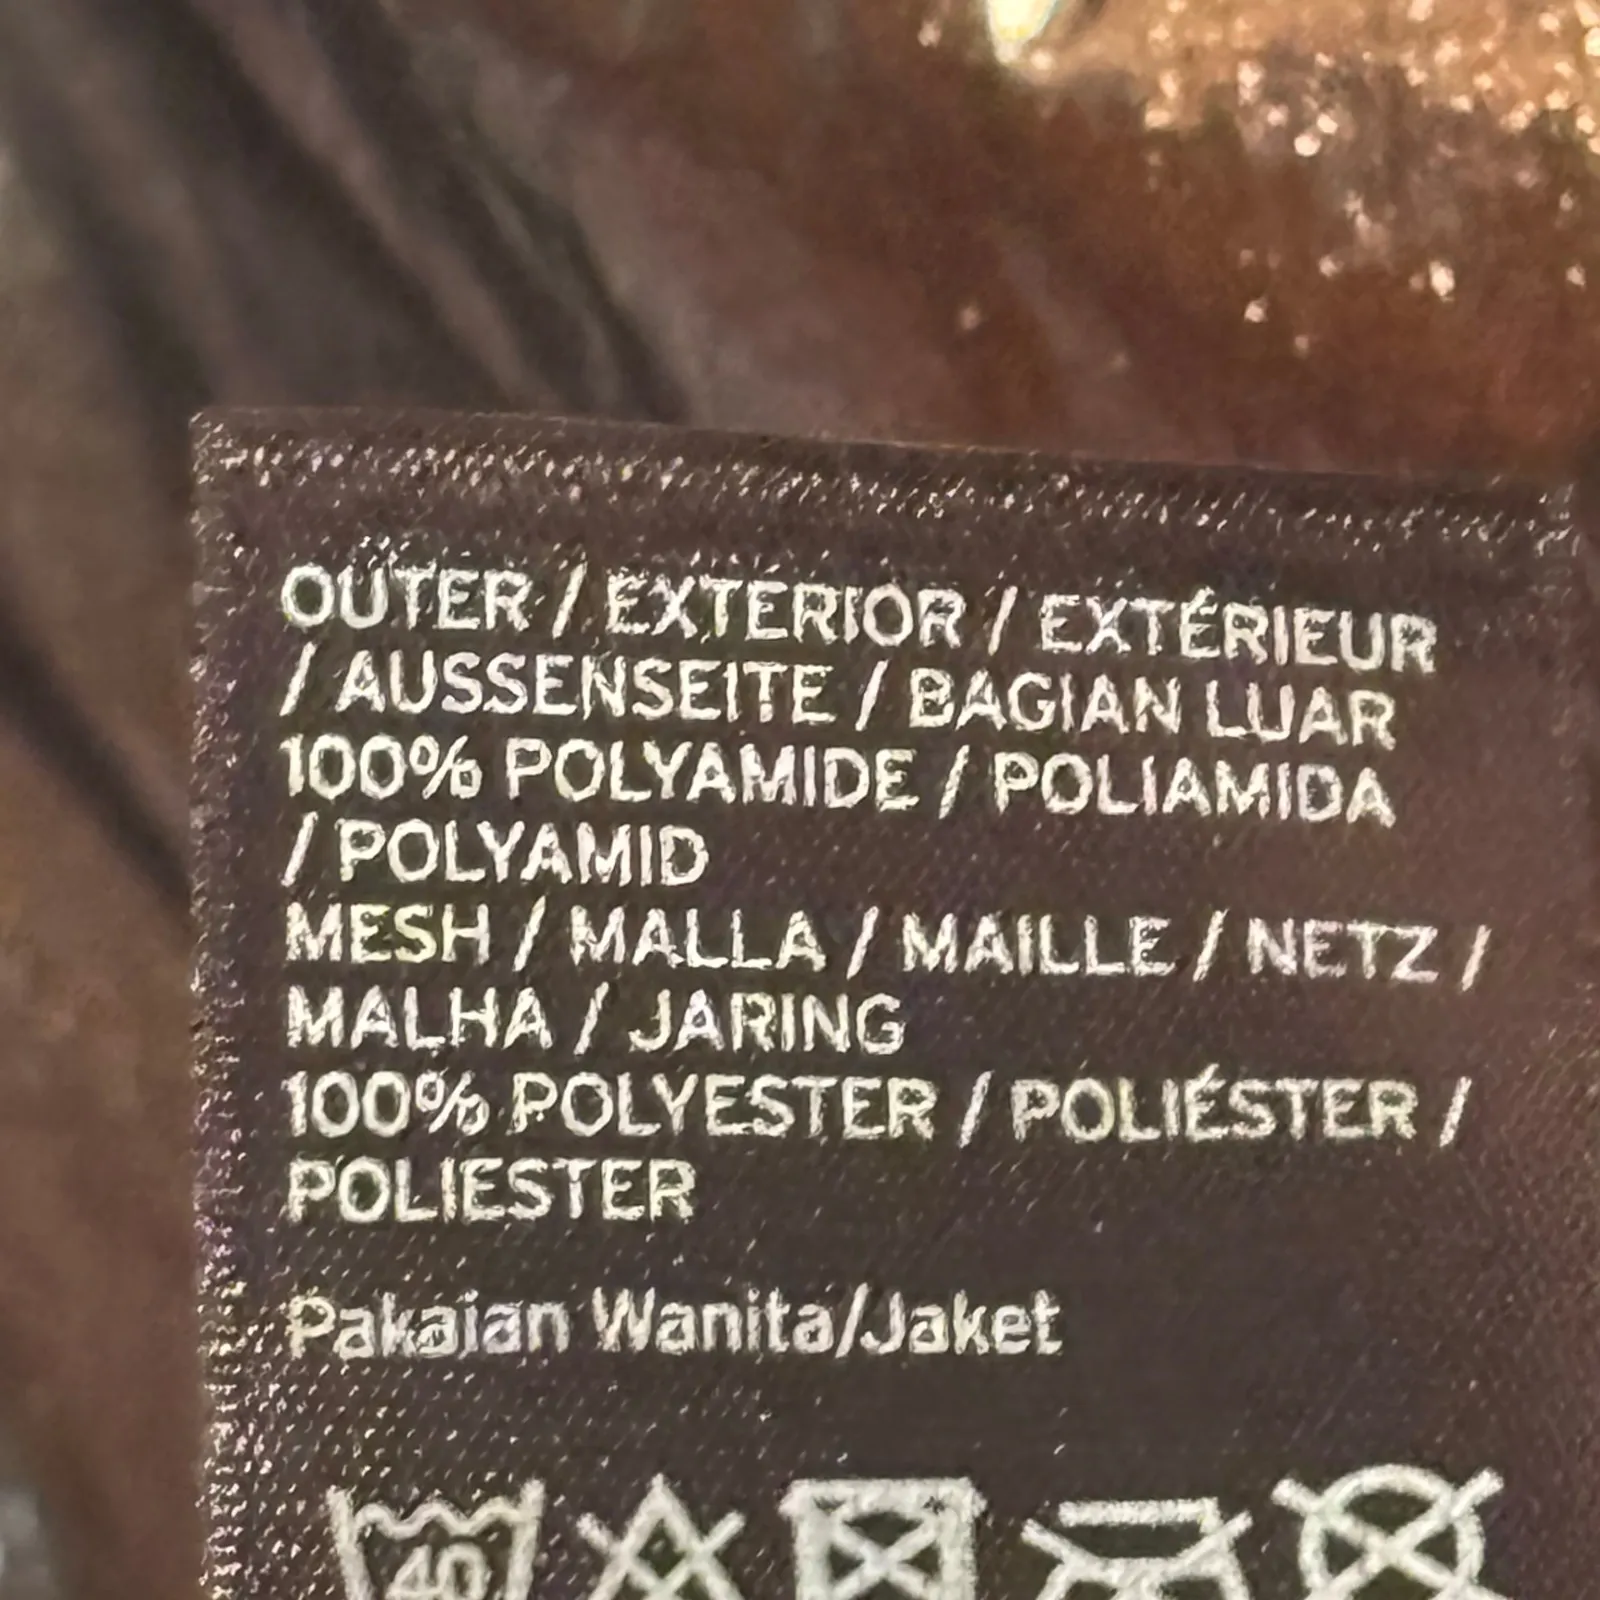 OUTER / EXTERIOR / EXTÉRIEUR
/ AUSSENSEITE / BAGIAN LUAR
100% POLYAMIDE / POLIAMIDA
/ POLYAMID
MESH / MALLA / MAILLE / NETZ /
MALHA / JARING
100% POLYESTER / POLIÉSTER /
POLIESTER
Pakaian Wanita/Jaket